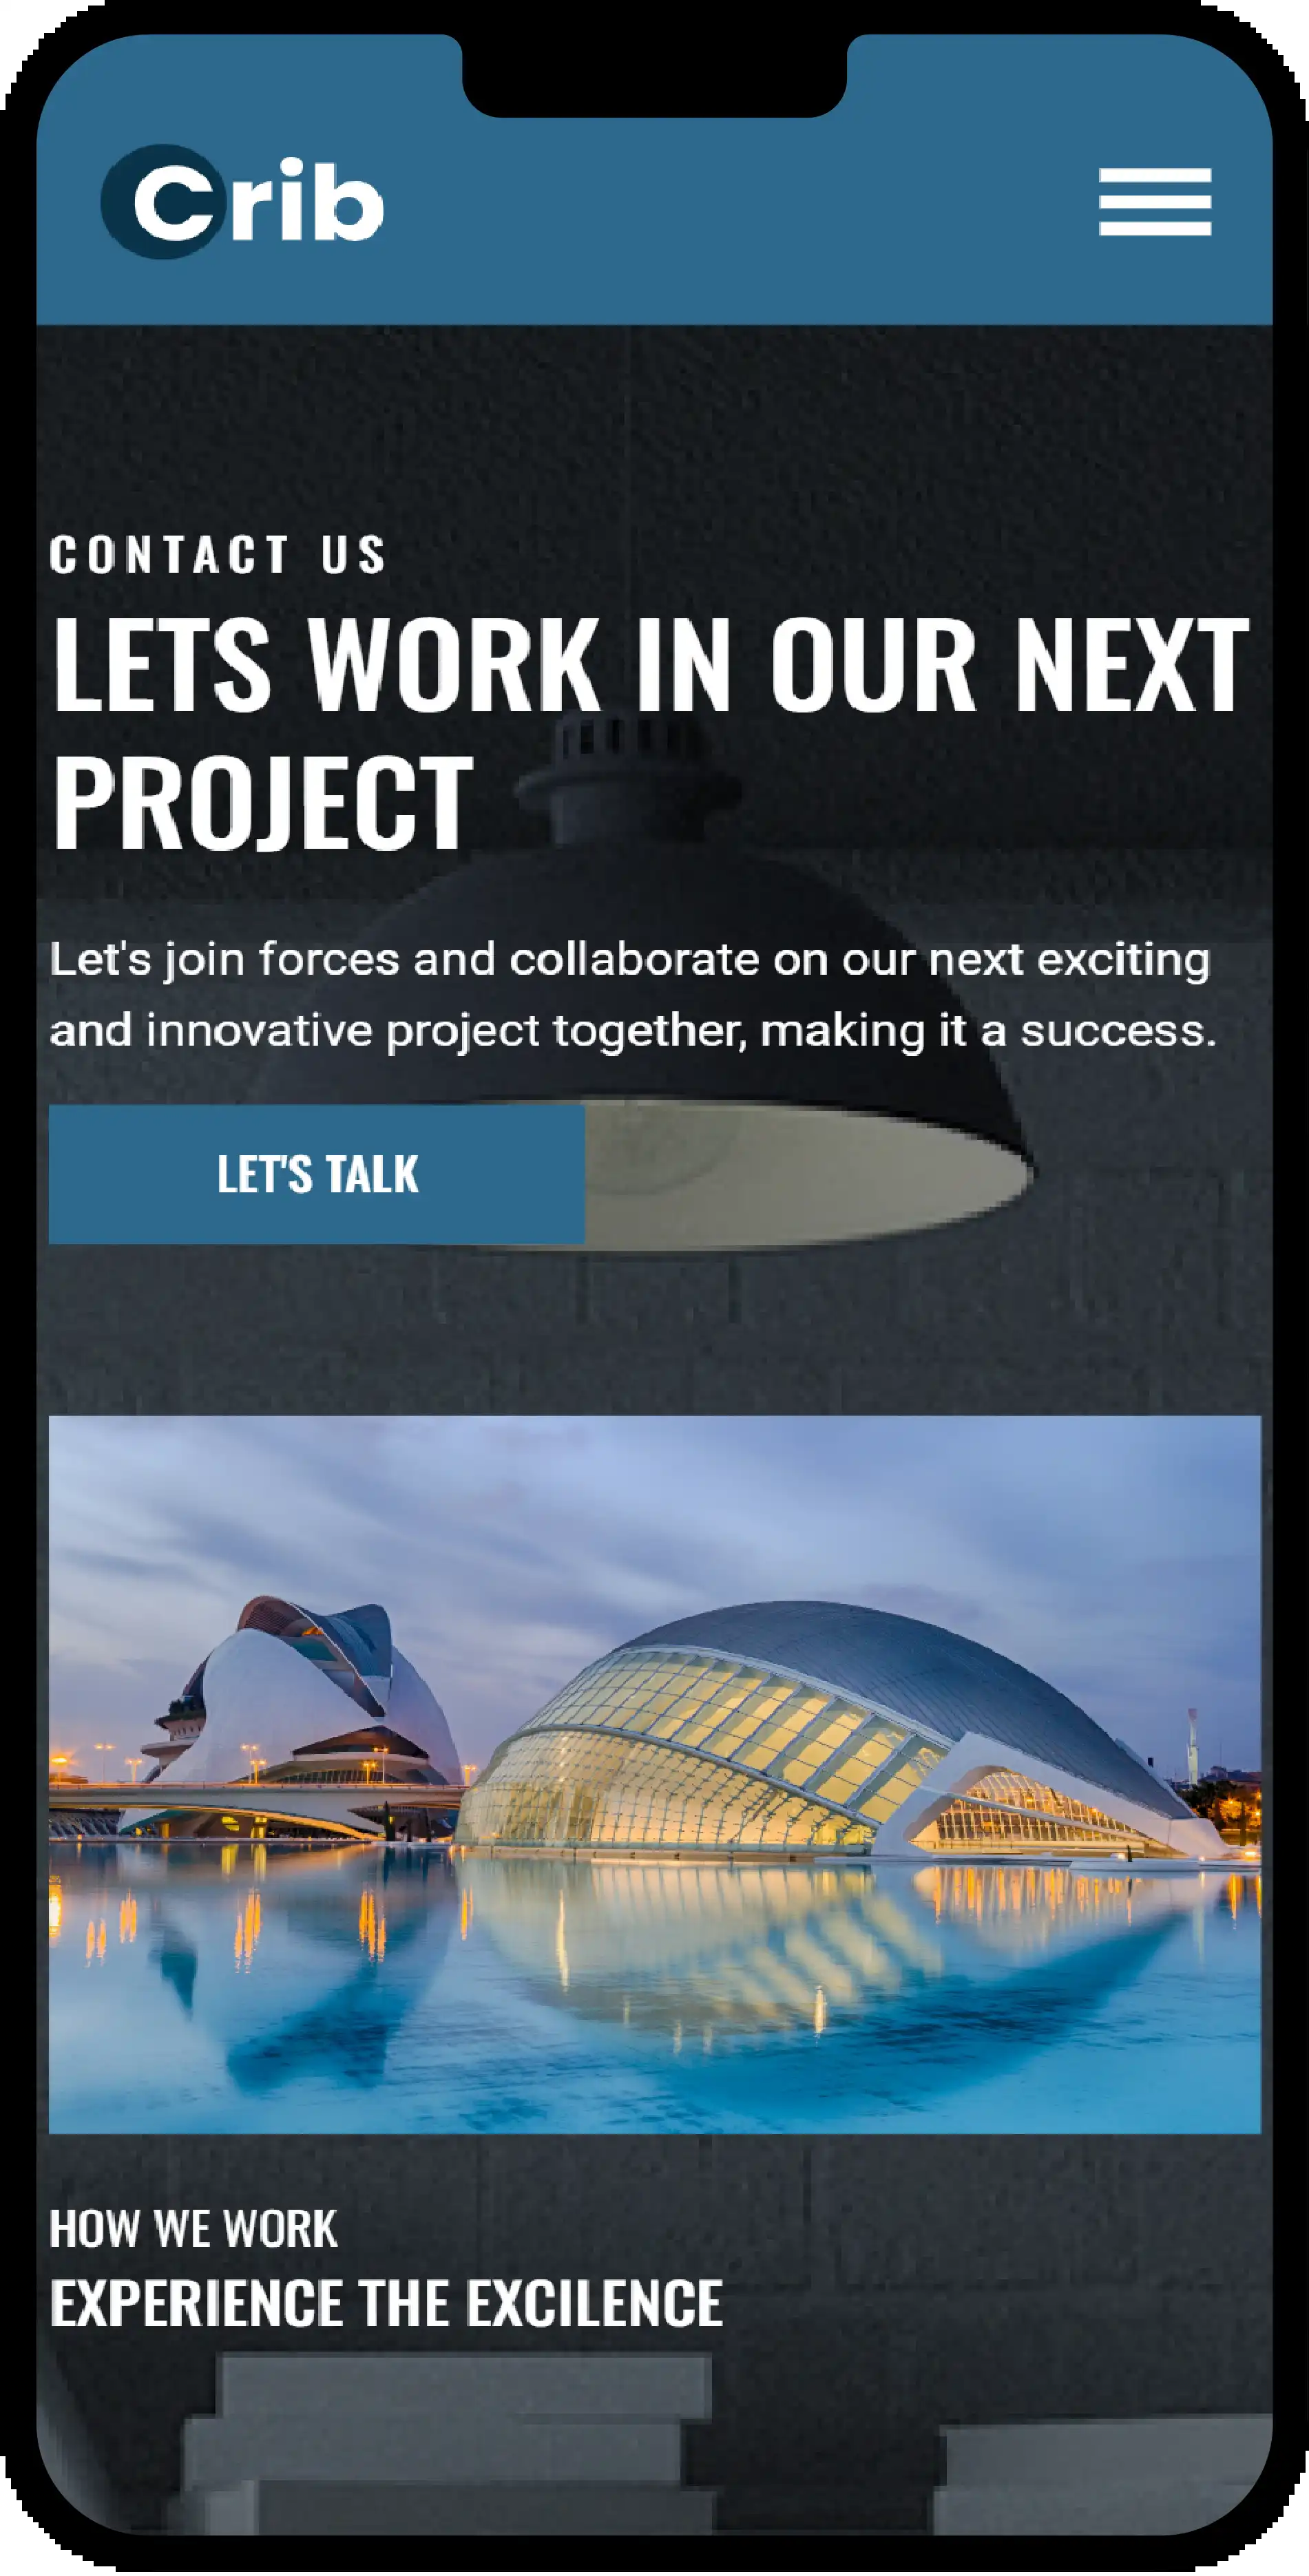 Crib
CONTACT US
LETS WORK IN OUR NEXT
PROJECT
Let's join forces and collaborate on our next exciting
and innovative project together, making it a success.
LET'S TALK
HOW WE WORK
EXPERIENCE THE EXCILENCE